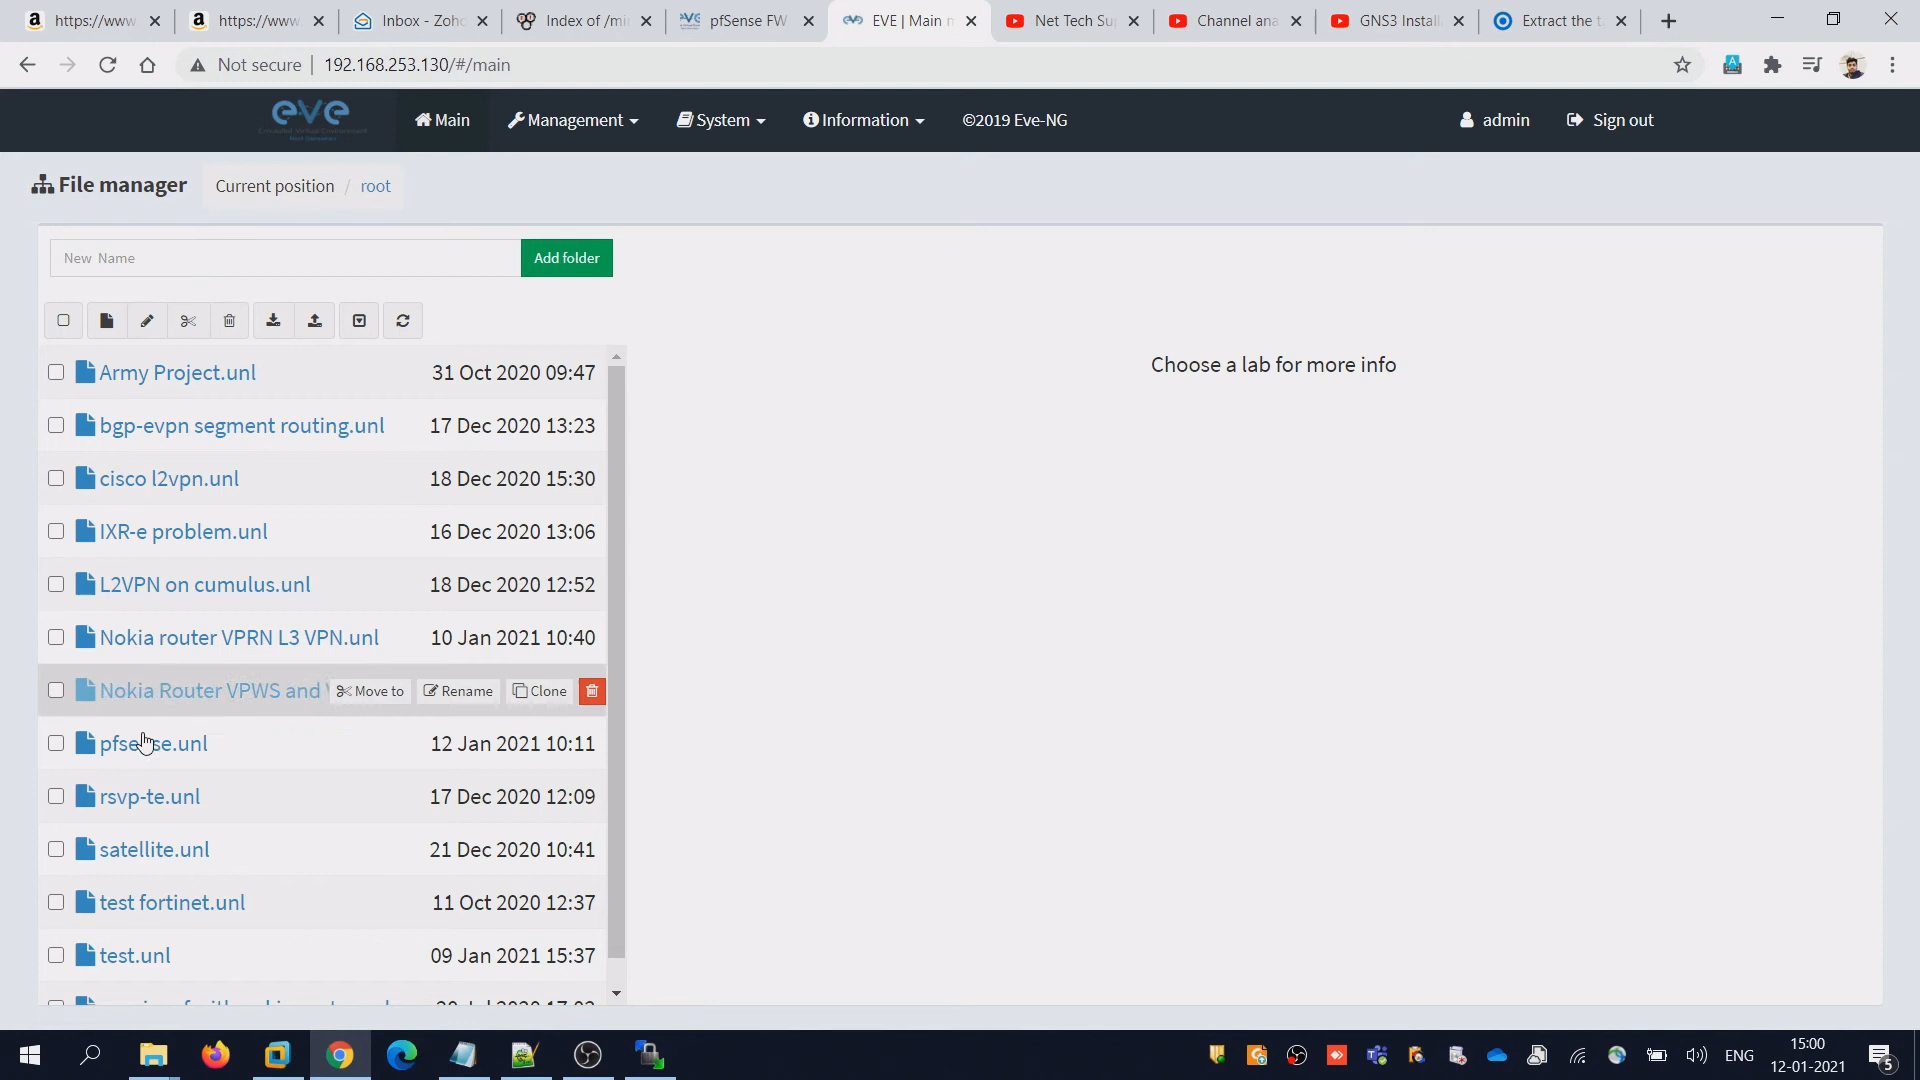 https://www
https://www
Inbox - Zoho
Index of /mi
pfSense FW
EVE | Main m
Net Tech Su
Channel ana
GNS3 Install
Extract the t
Not secure
192.168.253.130/#/main
eve
Main
Management
System
Information
©2019 Eve-NG
admin
Sign out
File manager
Current position / root
New Name
Add folder
Choose a lab for more info
Army Project.unl 31 Oct 2020 09:47
bgp-evpn segment routing.unl 17 Dec 2020 13:23
cisco l2vpn.unl 18 Dec 2020 15:30
IXR-e problem.unl 16 Dec 2020 13:06
L2VPN on cumulus.unl 18 Dec 2020 12:52
Nokia router VPRN L3 VPN.unl 10 Jan 2021 10:40
Nokia Router VPWS and V Move to Rename Clone
pfsense.unl 12 Jan 2021 10:11
rsvp-te.unl 17 Dec 2020 12:09
satellite.unl 21 Dec 2020 10:41
test fortinet.unl 11 Oct 2020 12:37
test.unl 09 Jan 2021 15:37
ENG
15:00
12-01-2021
5